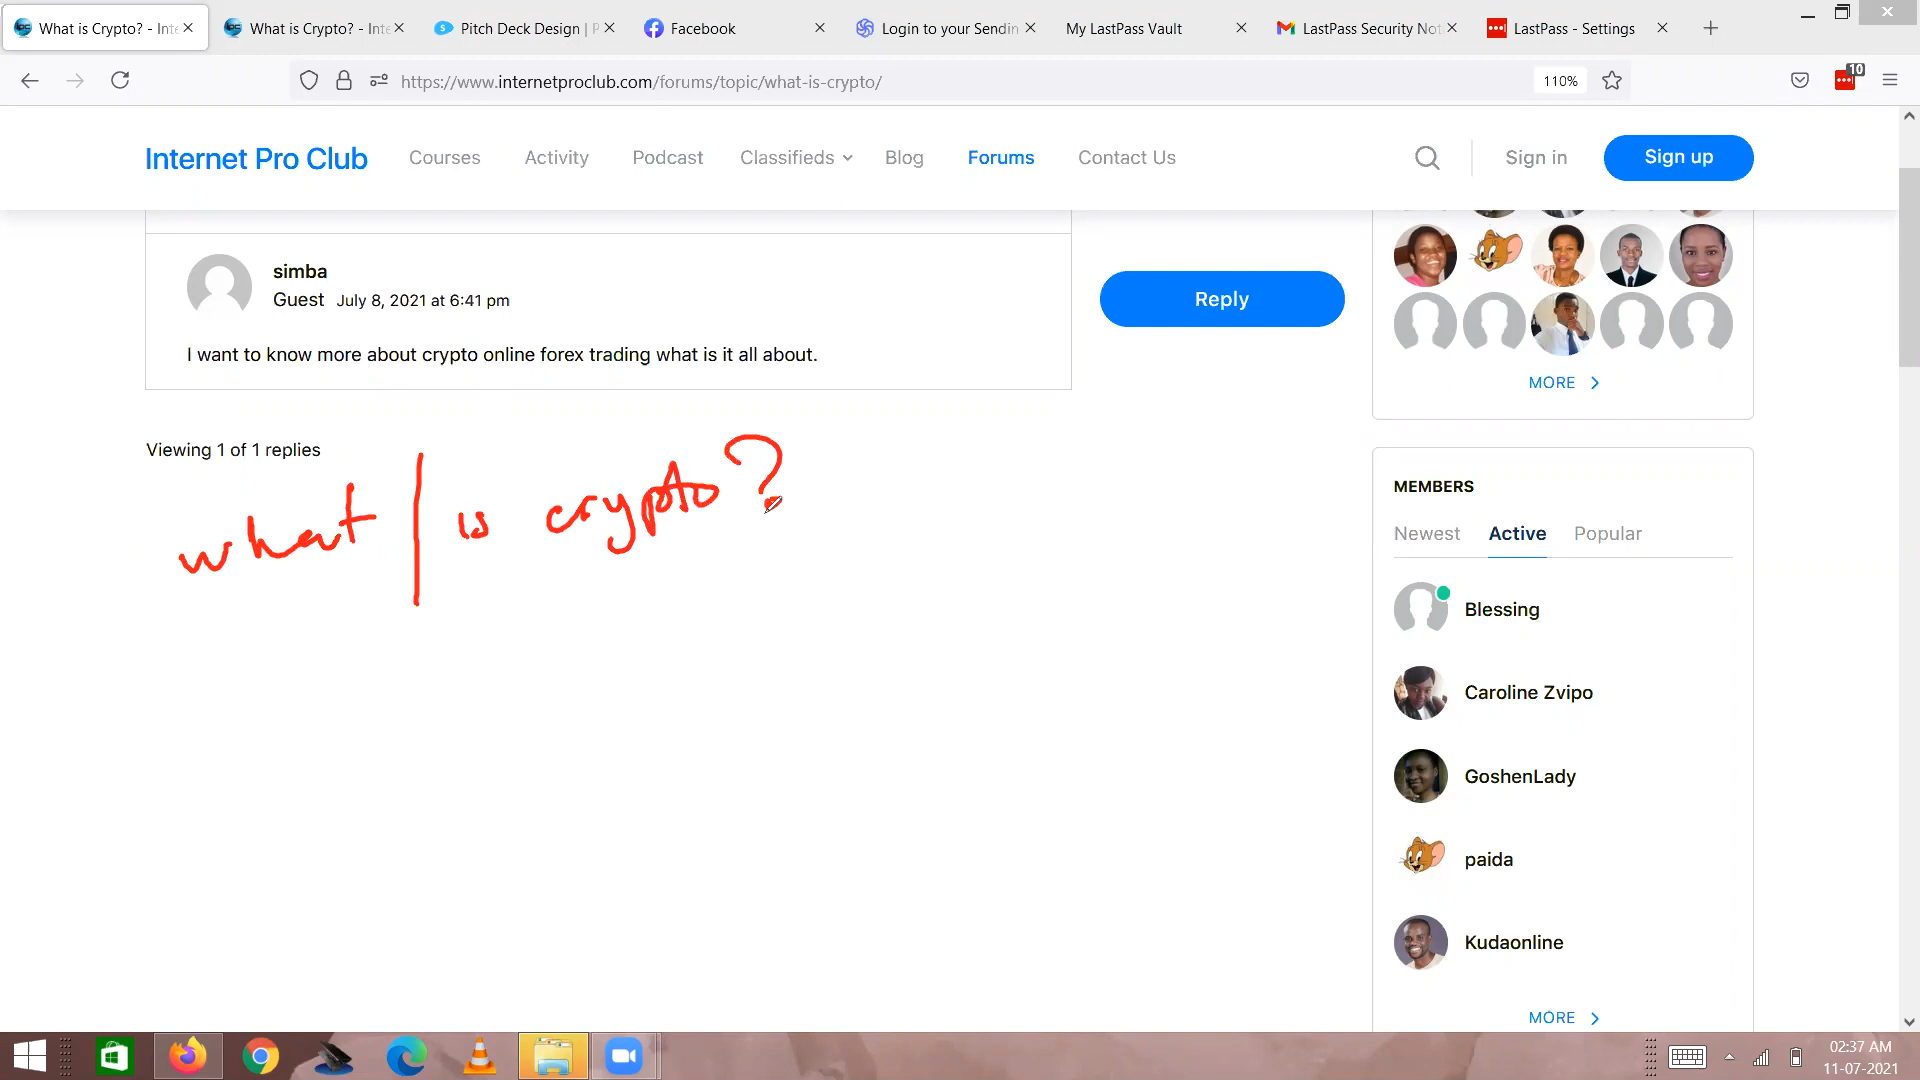 What is Crypto? - Inte
What is Crypto? - Inte
Pitch Deck Design | P
Facebook
Login to your Sendin
My LastPass Vault
LastPass Security Not
LastPass - Settings
https://www.internetproclub.com/forums/topic/what-is-crypto/
110%
10
Internet Pro Club
Courses
Activity
Podcast
Classifieds
Blog
Forums
Contact Us
Sign in
Sign up
simba
Guest July 8, 2021 at 6:41 pm
I want to know more about crypto online forex trading what is it all about.
Reply
MORE
Viewing 1 of 1 replies
what | is crypto?
MEMBERS
Newest Active Popular
Blessing
Caroline Zvipo
GoshenLady
paida
Kudaonline
MORE
02:37 AM
11-07-2021